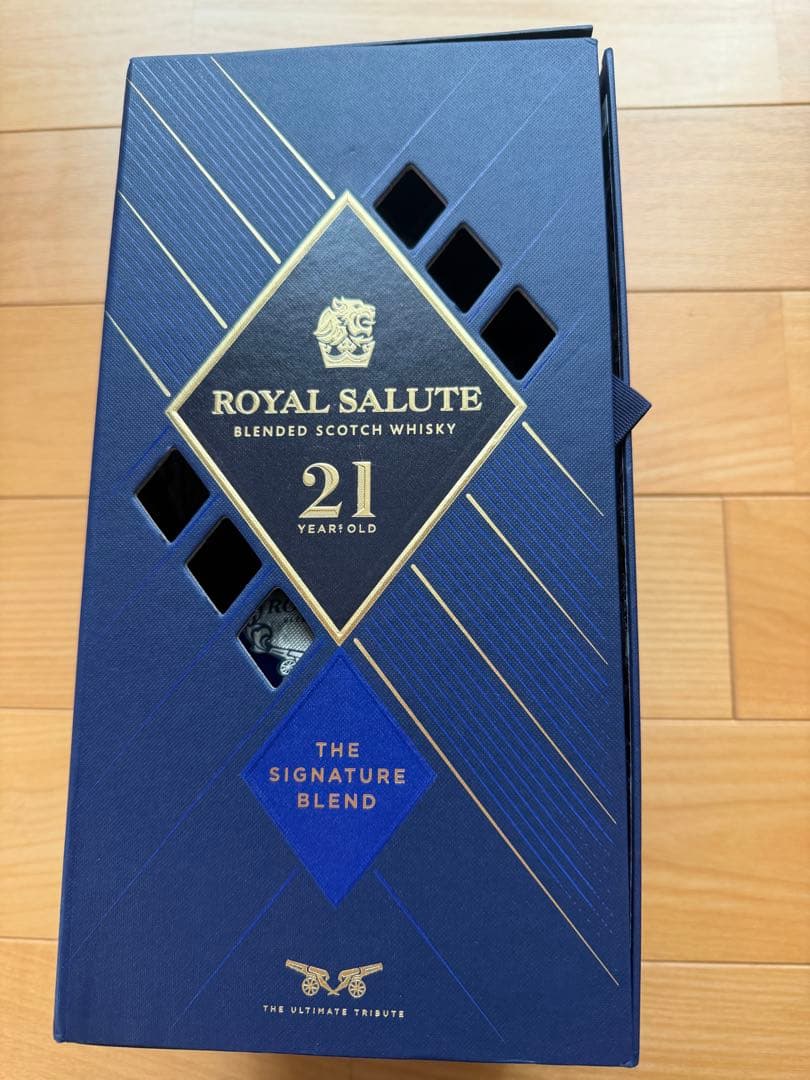 ROYAL SALUTE
BLENDED SCOTCH WHISKY
21
YEARS OLD
THE
SIGNATURE
BLEND
THE ULTIMATE TRIBUTE